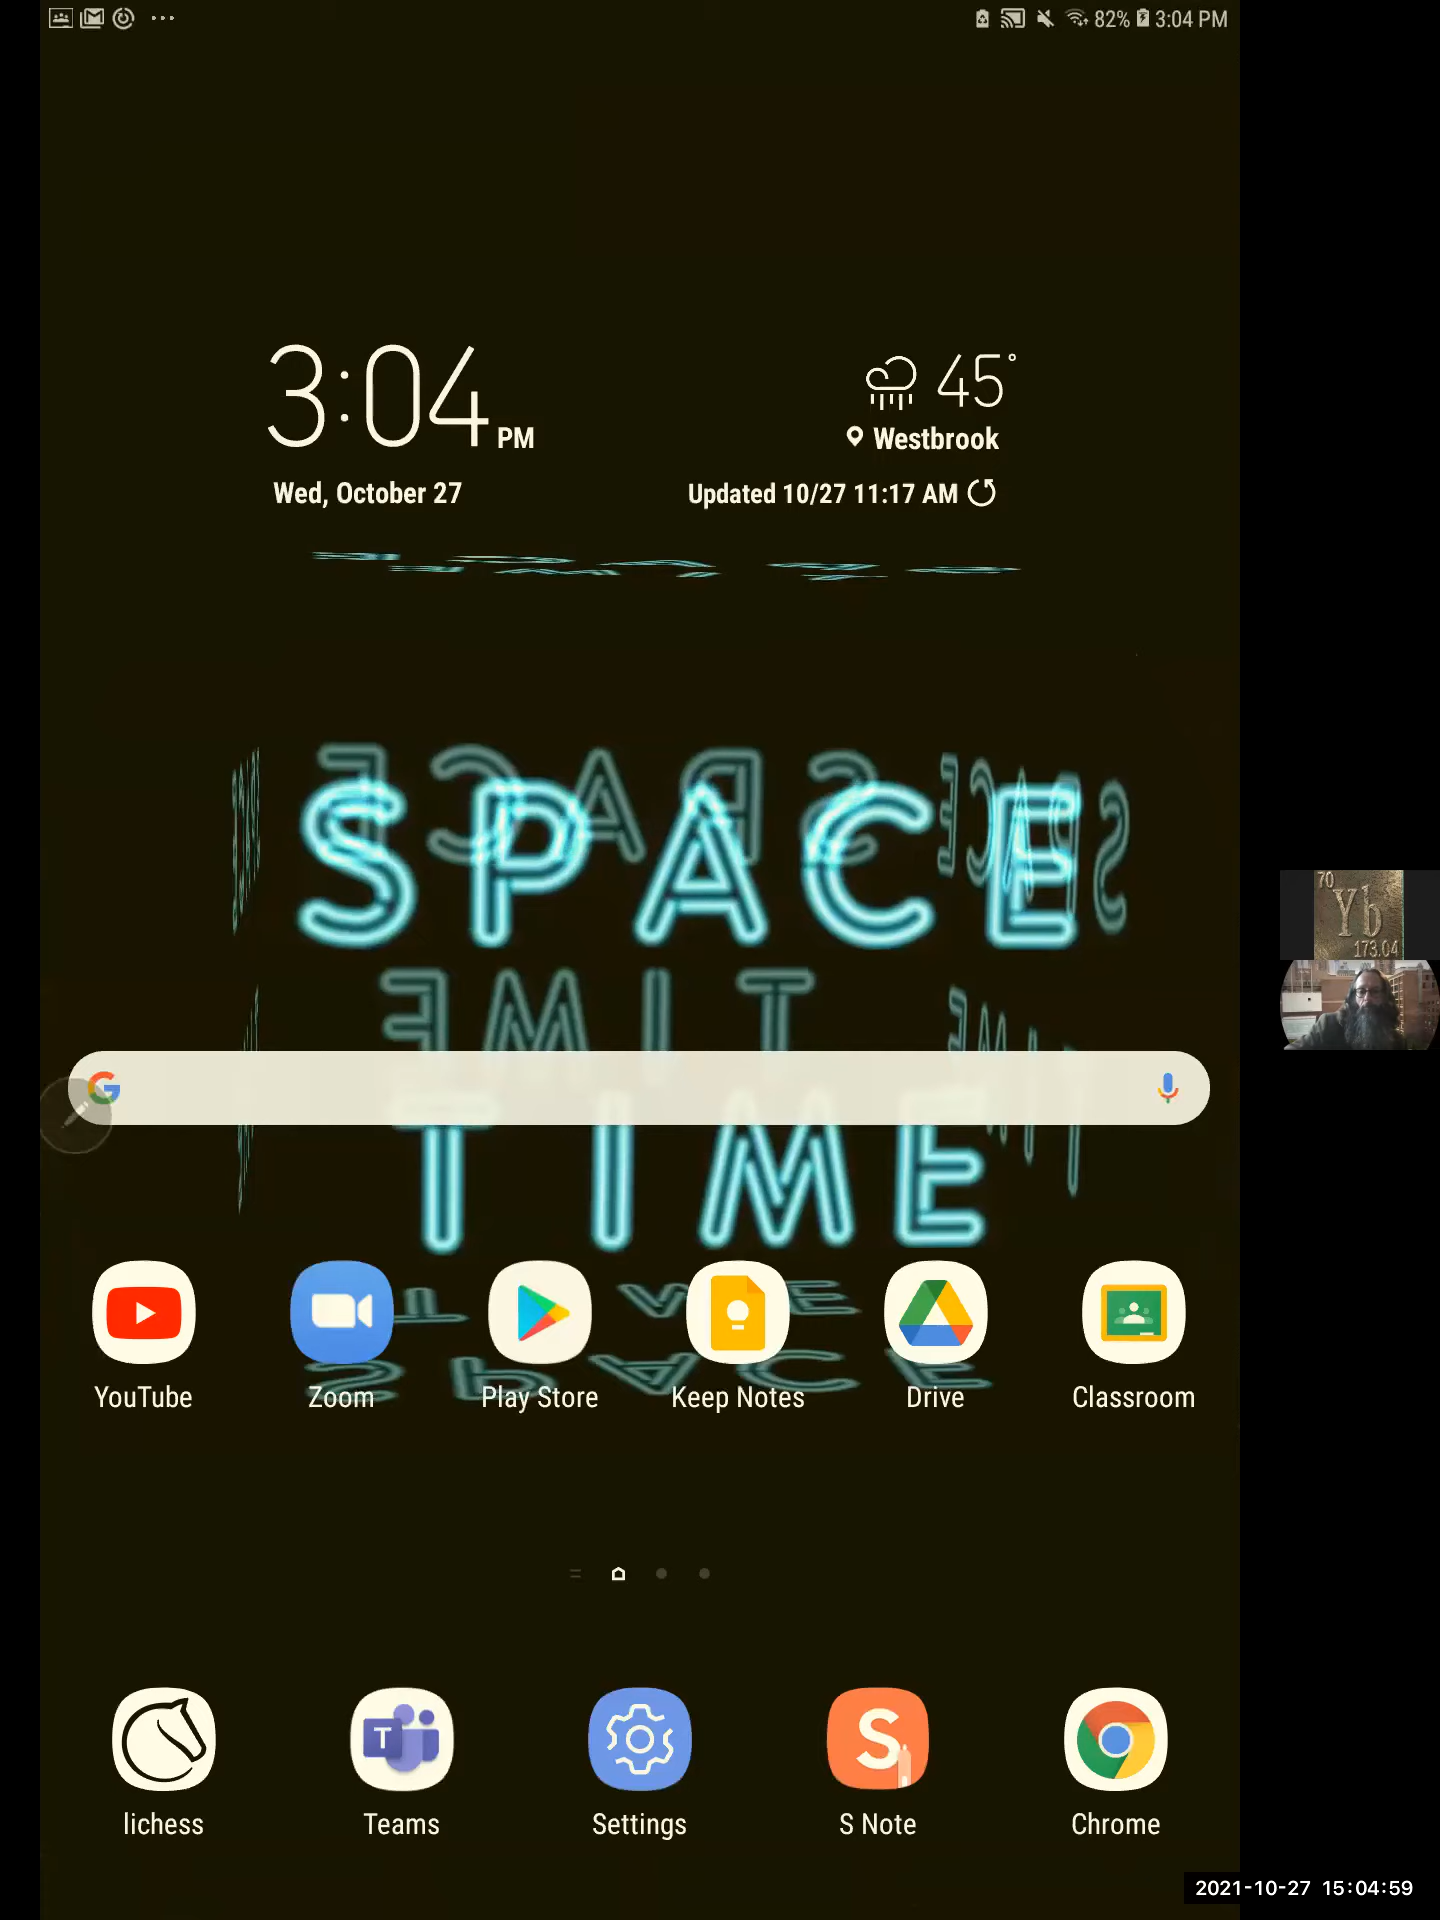 82% 3:04 PM
3:04 PM
45°
Westbrook
Wed, October 27
Updated 10/27 11:17 AM
SPACE
TIME
70
Yb
173.04
YouTube
Zoom
Play Store
Keep Notes
Drive
Classroom
T
S
lichess
Teams
Settings
S Note
Chrome
2021-10-27 15:04:59